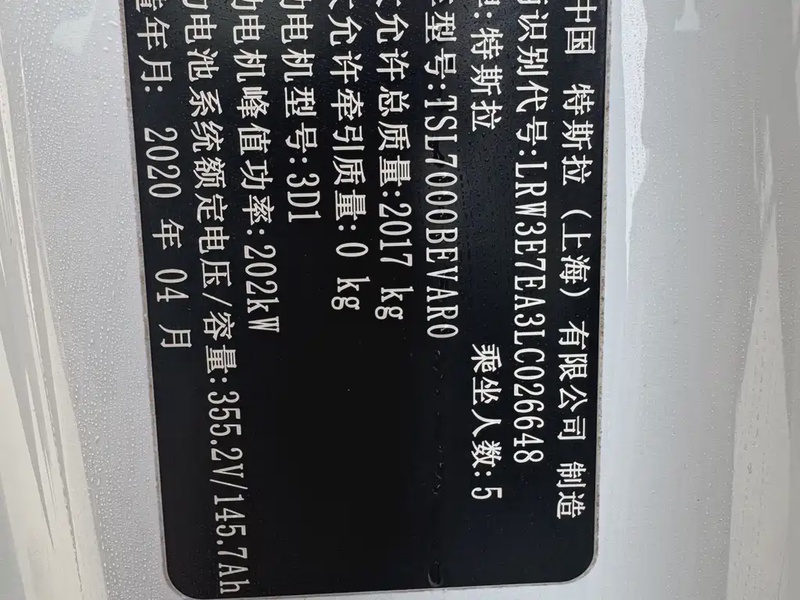 中国 特斯拉（上海）有限公司 制造
识别代号:LRW3E7EA3LC026648
特斯拉 乘坐人数:5
型号:TSL7000BEVAR0
允许总质量:2017 kg
允许牵引质量:0 kg
电机型号:3D1
电机峰值功率:202kW
电池系统额定电压/容量:355.2V/145.7Ah
年月: 2020 年 04 月